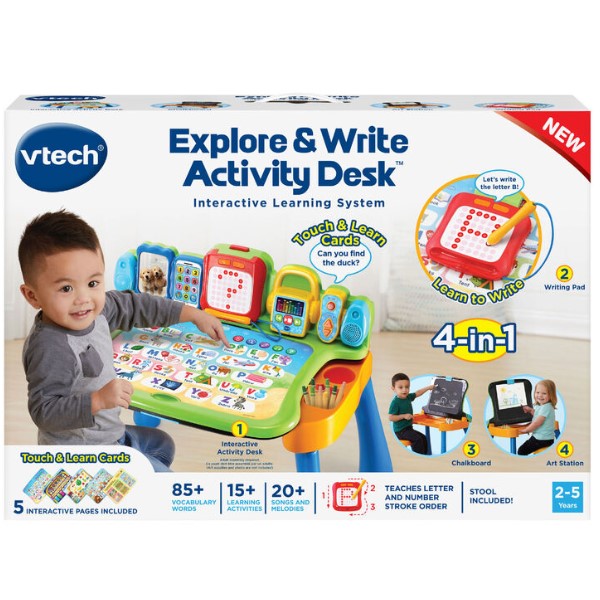 vtech
Explore & Write
Activity Desk™
Interactive Learning System
NEW
Let's write
the letter B!
Touch & Learn
Cards
Can you find
the duck?
Learn to Write
2
Writing Pad
4-in-1
1
Interactive
Activity Desk
3
Chalkboard
4
Art Station
Touch & Learn Cards
5 INTERACTIVE PAGES INCLUDED
85+
VOCABULARY
WORDS
15+
LEARNING
ACTIVITIES
20+
SONGS AND
MELODIES
1
2
3
TEACHES LETTER
AND NUMBER
STROKE ORDER
STOOL
INCLUDED!
2-5
Years